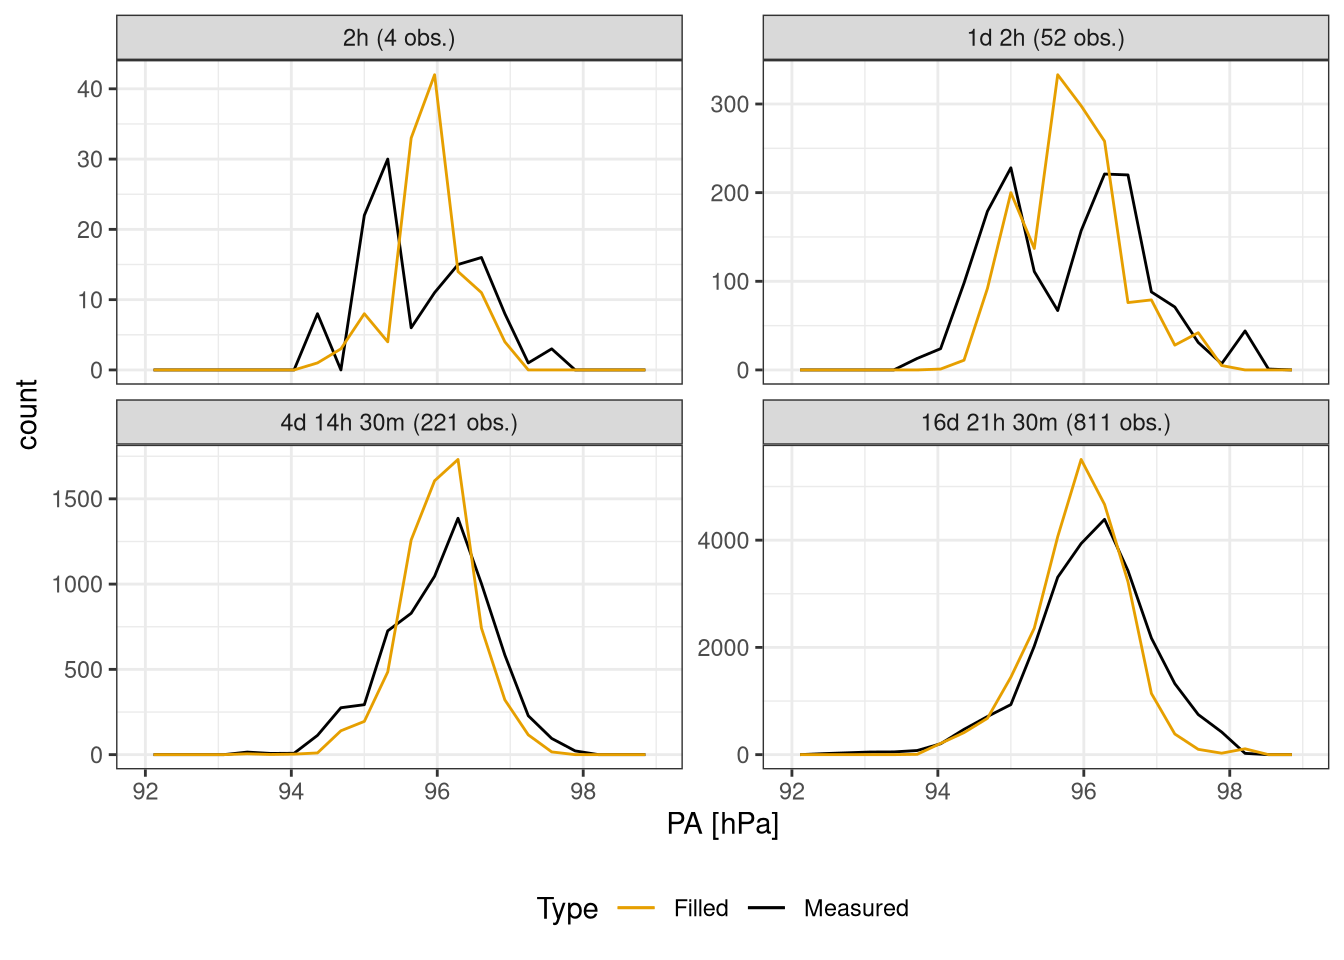 2h (4 obs.)
1d 2h (52 obs.)
40
30
20
10
0
300
200
100
0
count
4d 14h 30m (221 obs.)
16d 21h 30m (811 obs.)
1500
1000
500
0
4000
2000
0
92 94 96 98
92 94 96 98
PA [hPa]
Type Filled Measured